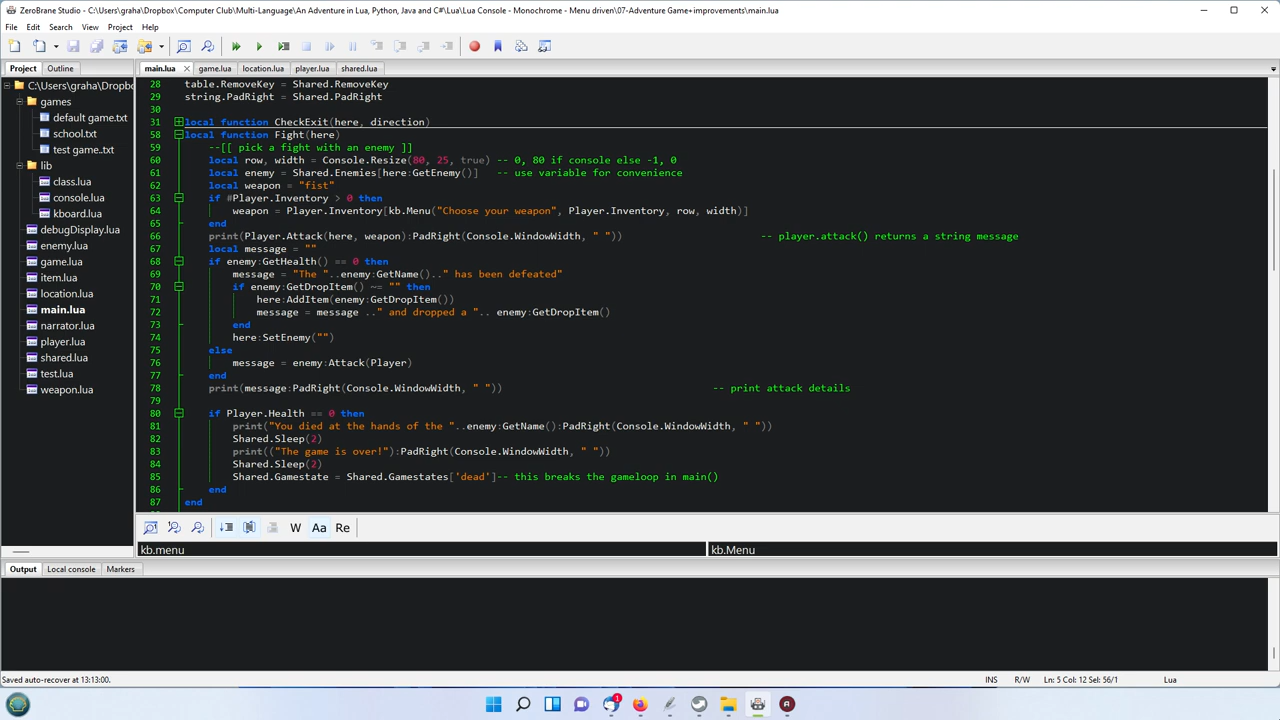 ZeroBrane Studio - C:\Users\graha\Dropbox\Computer Club\Multi-Language\An Adventure in Lua, Python, Java and C#\Lua\Lua Console - Monochrome - Menu driven\07-Adventure Game+improvements\main.lua
File Edit Search View Project Help
Project Outline
main.lua game.lua location.lua player.lua shared.lua
C:\Users\graha\Dropb
games
default game.txt
school.txt
test game..txt
lib
class.lua
console.lua
kboard.lua
debugDisplay.lua
enemy.lua
game.lua
item.lua
location.lua
main.lua
narrator.lua
player.lua
shared.lua
test.lua
weapon.lua
28 table.RemoveKey = Shared.RemoveKey
29 string.PadRight = Shared.PadRight
30
31 local function CheckExit(here, direction)
58 local function Fight(here)
59 --[[ pick a fight with an enemy ]]
60 local row, width = Console.Resize(80, 25, true) -- 0, 80 if console else -1, 0
61 local enemy = Shared.Enemies[here:GetEnemy()] -- use variable for convenience
62 local weapon = "fist"
63 if #Player.Inventory > 0 then
64 weapon = Player.Inventory[kb.Menu("Choose your weapon", Player.Inventory, row, width)]
65 end
66 print(Player.Attack(here, weapon):PadRight(Console.WindowWidth, " ")) -- player.attack() returns a string message
67 local message = ""
68 if enemy:GetHealth() == 0 then
69 message = "The "..enemy:GetName().." has been defeated"
70 if enemy:GetDropItem() ~= "" then
71 here:AddItem(enemy:GetDropItem())
72 message = message .." and dropped a ".. enemy:GetDropItem()
73 end
74 here:SetEnemy("")
75 else
76 message = enemy:Attack(Player)
77 end
78 print(message:PadRight(Console.WindowWidth, " ")) -- print attack details
79
80 if Player.Health == 0 then
81 print("You died at the hands of the "..enemy:GetName():PadRight(Console.WindowWidth, " "))
82 Shared.Sleep(2)
83 print(("The game is over!"):PadRight(Console.WindowWidth, " "))
84 Shared.Sleep(2)
85 Shared.Gamestate = Shared.Gamestates['dead']-- this breaks the gameloop in main()
86 end
87 end
W Aa Re
kb.menu kb.Menu
Output Local console Markers
Saved auto-recover at 13:13:00. INS R/W Ln: 5 Col: 12 Sel: 56/1 Lua
1